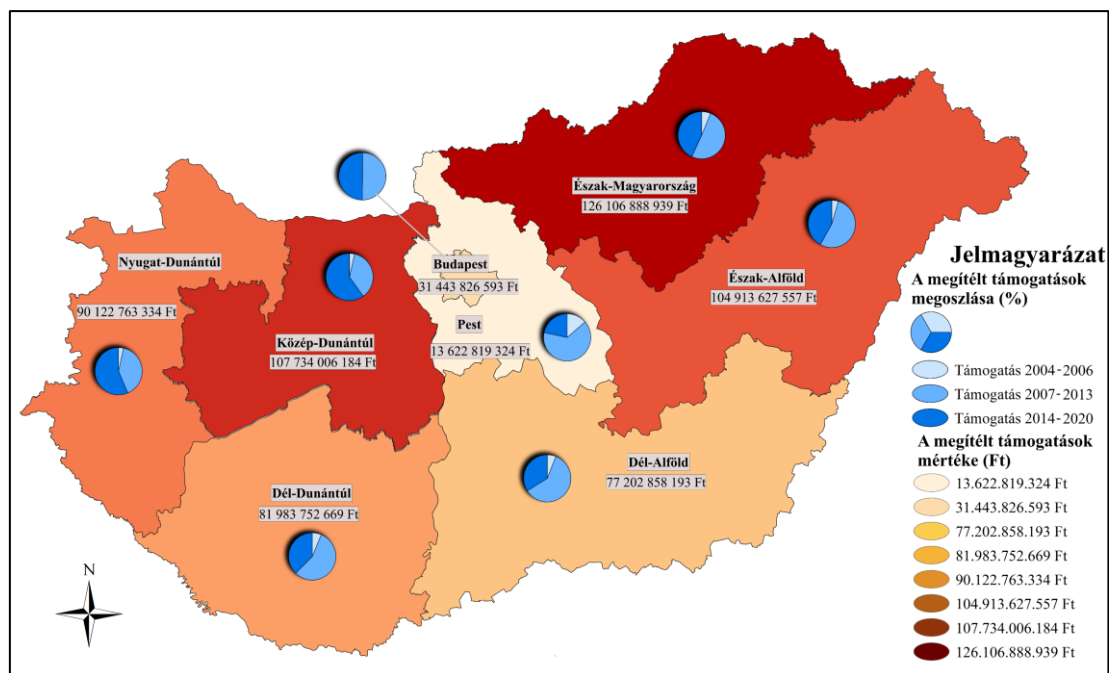 Észak-Magyarország
126 106 888 939 Ft
Nyugat-Dunántúl
90 122 763 334 Ft
Budapest
31 443 826 593 Ft
Észak-Alföld
104 913 627 557 Ft
Pest
13 622 819 324 Ft
Közép-Dunántúl
107 734 006 184 Ft
Dél-Alföld
77 202 858 193 Ft
Dél-Dunántúl
81 983 752 669 Ft
N
Jelmagyarázat
A megítélt támogatások
megoszlása (%)
Támogatás 2004-2006
Támogatás 2007-2013
Támogatás 2014-2020
A megítélt támogatások
mértéke (Ft)
13.622.819.324 Ft
31.443.826.593 Ft
77.202.858.193 Ft
81.983.752.669 Ft
90.122.763.334 Ft
104.913.627.557 Ft
107.734.006.184 Ft
126.106.888.939 Ft